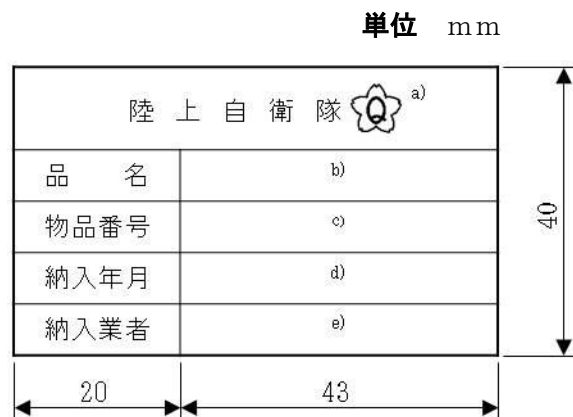 単位 mm
陸上自衛隊 Q a)
品名 b)
物品番号 c)
納入年月 d)
納入業者 e)
40
20 43